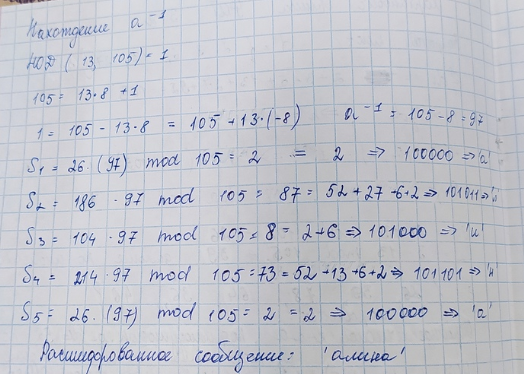 Нахождение a⁻¹
НОД (13, 105) = 1
105 = 13·8 + 1
1 = 105 - 13·8 = 105 + 13·(-8) a⁻¹ = 105 - 8 = 97
S₁ = 26·(97) mod 105 = 2 = 2 ⇒ 100000 ⇒ 'а'
S₂ = 186 · 97 mod 105 = 87 = 52 + 27 + 6 + 2 ⇒ 101011 ⇒ 'л'
S₃ = 104 · 97 mod 105 = 8 = 2 + 6 ⇒ 101000 ⇒ 'и'
S₄ = 214 · 97 mod 105 = 73 = 52 + 13 + 6 + 2 ⇒ 101101 ⇒ 'н'
S₅ = 26·(97) mod 105 = 2 = 2 ⇒ 100000 ⇒ 'а'
Расшифрованное сообщение: 'алина'